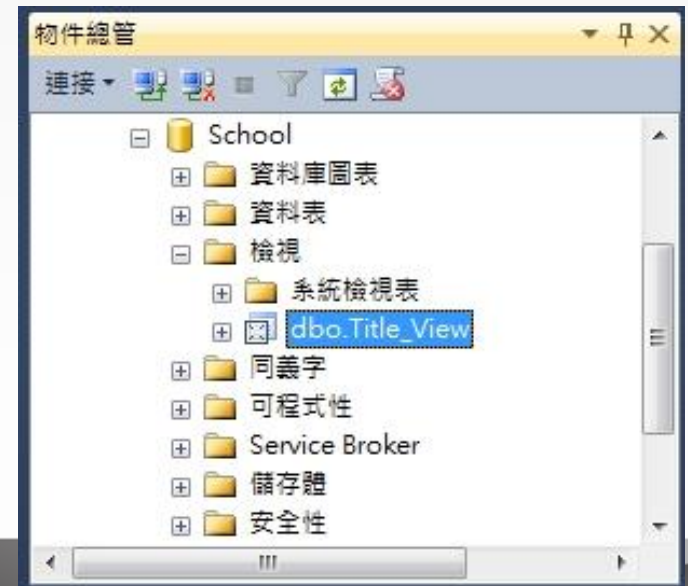 物件總管
連接
School
資料庫圖表
資料表
檢視
系統檢視表
dbo.Title_View
同義字
可程式性
Service Broker
儲存體
安全性